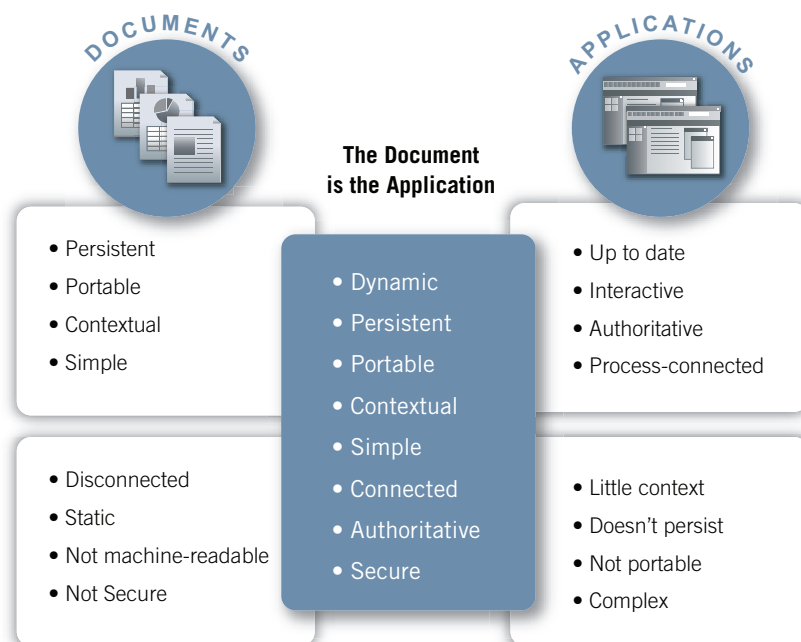 DOCUMENTS
APPLICATIONS
The Document
is the Application
• Persistent
• Portable
• Contextual
• Simple
• Disconnected
• Static
• Not machine-readable
• Not Secure
• Dynamic
• Persistent
• Portable
• Contextual
• Simple
• Connected
• Authoritative
• Secure
• Up to date
• Interactive
• Authoritative
• Process-connected
• Little context
• Doesn’t persist
• Not portable
• Complex